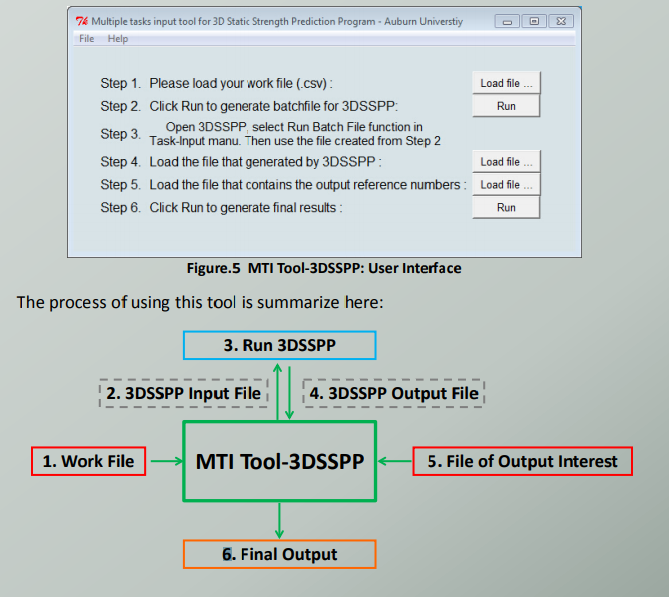 Multiple tasks input tool for 3D Static Strength Prediction Program - Auburn Universtiy
File Help
Step 1. Please load your work file (.csv) : Load file ...
Step 2. Click Run to generate batchfile for 3DSSPP: Run
Step 3. Open 3DSSPP, select Run Batch File function in
Task-Input manu. Then use the file created from Step 2
Step 4. Load the file that generated by 3DSSPP : Load file ...
Step 5. Load the file that contains the output reference numbers : Load file ...
Step 6. Click Run to generate final results : Run
Figure.5 MTI Tool-3DSSPP: User Interface
The process of using this tool is summarize here:
3. Run 3DSSPP
2. 3DSSPP Input File
4. 3DSSPP Output File
1. Work File
MTI Tool-3DSSPP
5. File of Output Interest
6. Final Output